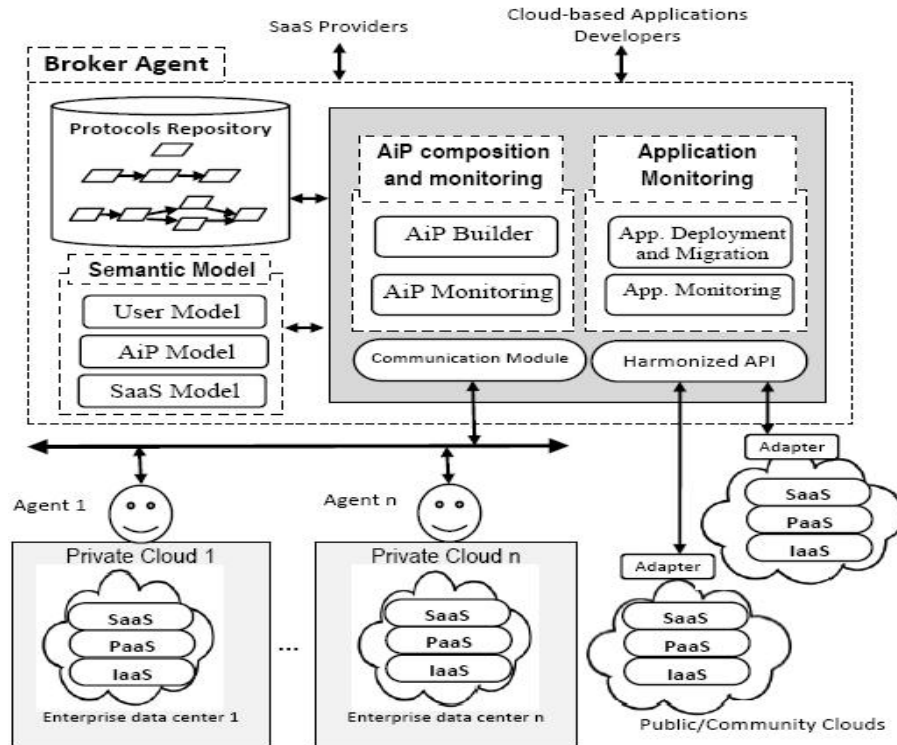 SaaS Providers
Cloud-based Applications
Developers
Broker Agent
Protocols Repository
AiP composition
and monitoring
AiP Builder
AiP Monitoring
Application
Monitoring
App. Deployment
and Migration
App. Monitoring
Semantic Model
User Model
AiP Model
SaaS Model
Communication Module
Harmonized API
Agent 1
Agent n
Adapter
SaaS
PaaS
IaaS
Private Cloud 1
SaaS
PaaS
IaaS
Enterprise data center 1
...
Private Cloud n
SaaS
PaaS
IaaS
Enterprise data center n
Adapter
SaaS
PaaS
IaaS
Public/Community Clouds